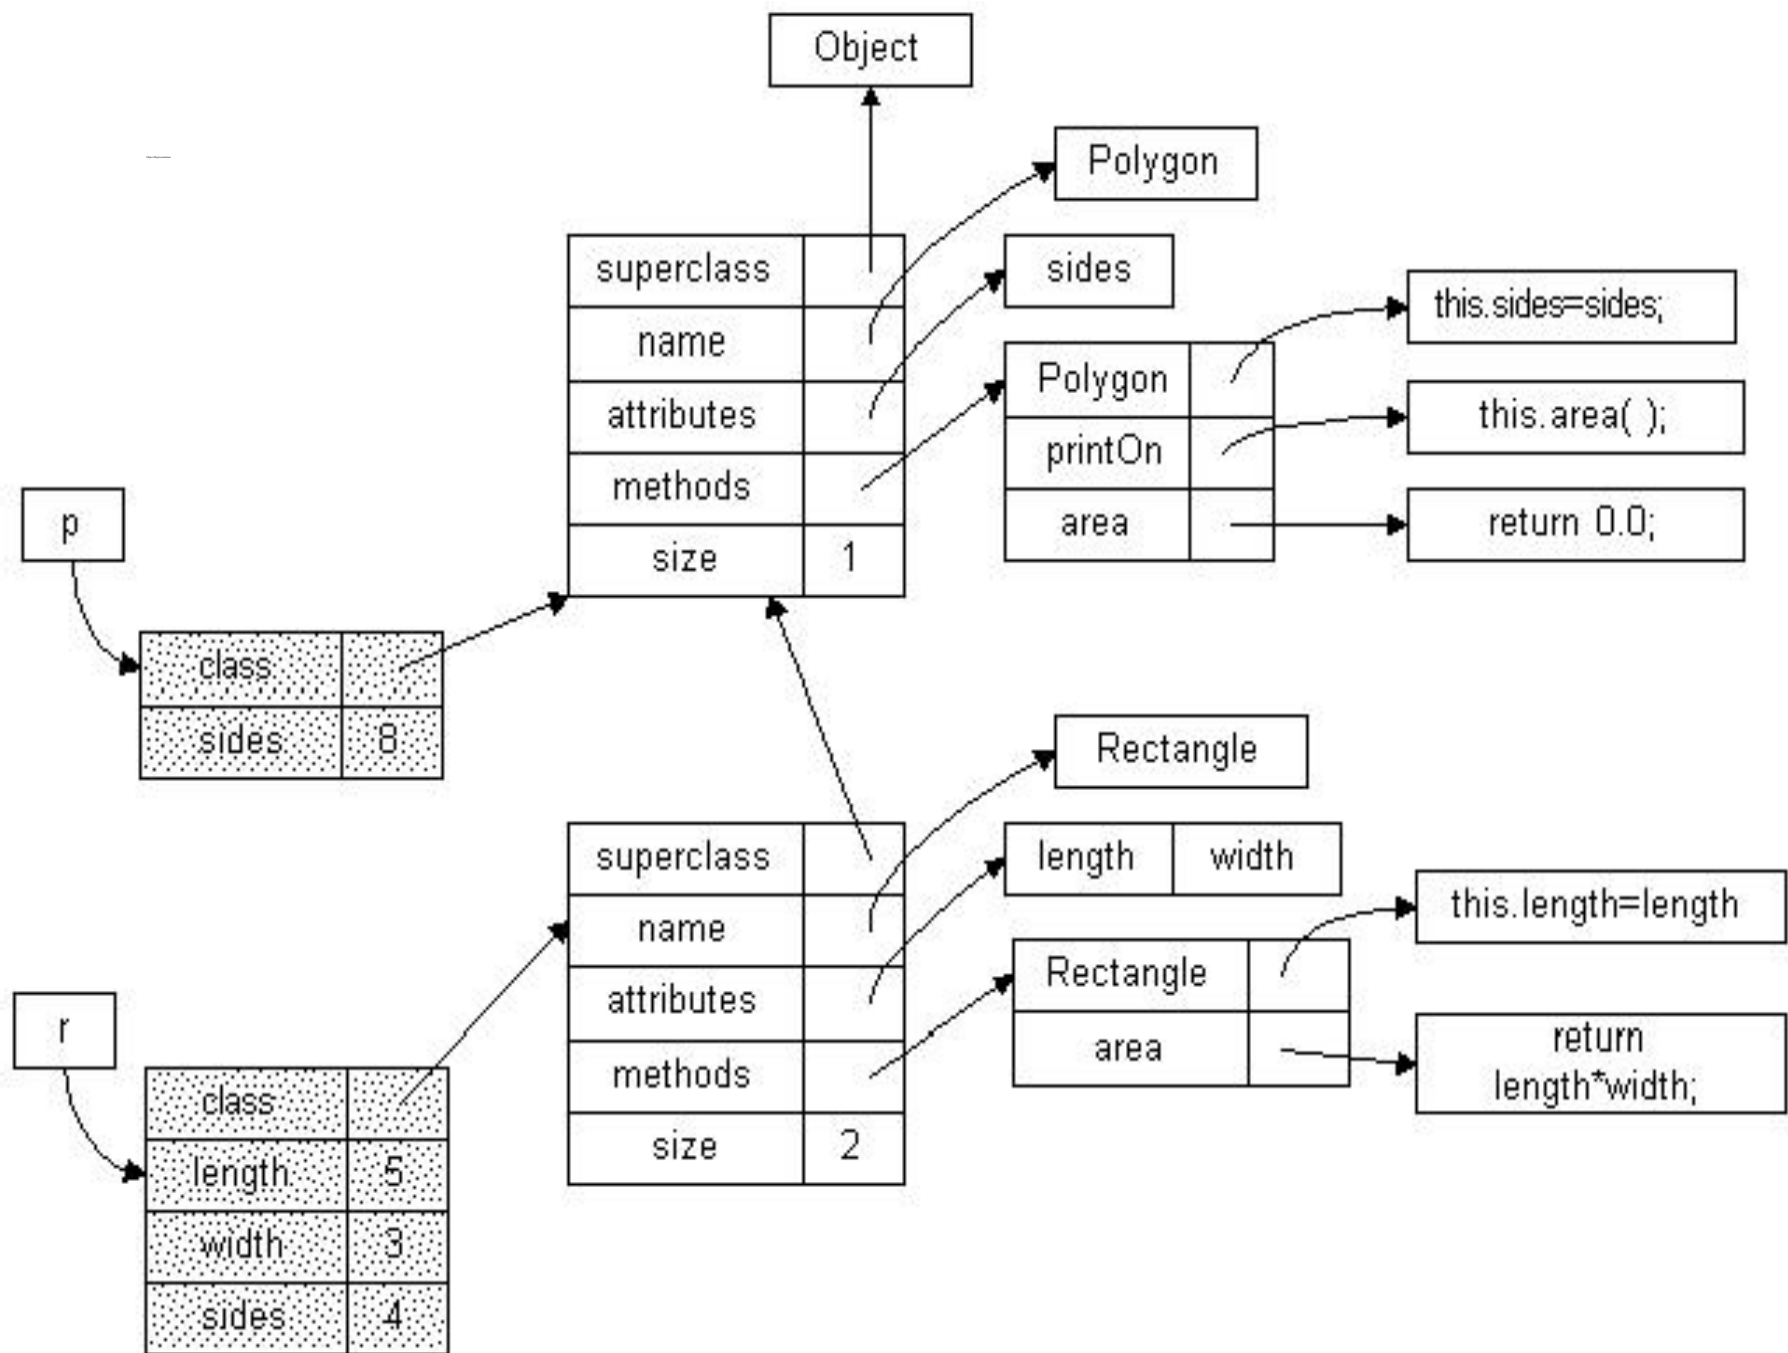 Object
Polygon
superclass
name
attributes
methods
size 1
sides
Polygon
printOn
area
this.sides=sides;
this.area( );
return 0.0;
p
class
sides 8
Rectangle
superclass
name
attributes
methods
size 2
length width
Rectangle
area
this.length=length
return
length*width;
r
class
length 5
width 3
sides 4